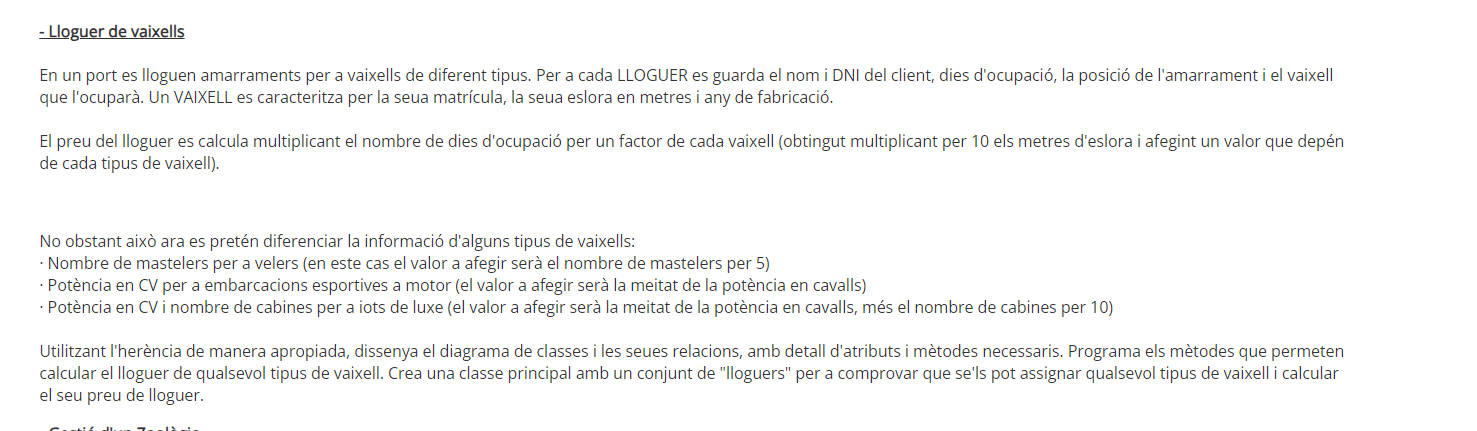 - Lloguer de vaixells
En un port es lloguen amarraments per a vaixells de diferent tipus. Per a cada LLOGUER es guarda el nom i DNI del client, dies d'ocupació, la posició de l'amarrament i el vaixell
que l'ocuparà. Un VAIXELL es caracteritza per la seua matrícula, la seua eslora en metres i any de fabricació.
El preu del lloguer es calcula multiplicant el nombre de dies d'ocupació per un factor de cada vaixell (obtingut multiplicant per 10 els metres d'eslora i afegint un valor que depén
de cada tipus de vaixell).
No obstant això ara es pretén diferenciar la informació d'alguns tipus de vaixells:
· Nombre de mastelers per a velers (en este cas el valor a afegir serà el nombre de mastelers per 5)
· Potència en CV per a embarcacions esportives a motor (el valor a afegir serà la meitat de la potència en cavalls)
· Potència en CV i nombre de cabines per a iots de luxe (el valor a afegir serà la meitat de la potència en cavalls, més el nombre de cabines per 10)
Utilitzant l'herència de manera apropiada, dissenya el diagrama de classes i les seues relacions, amb detall d'atributs i mètodes necessaris. Programa els mètodes que permeten
calcular el lloguer de qualsevol tipus de vaixell. Crea una classe principal amb un conjunt de "lloguers" per a comprovar que se'ls pot assignar qualsevol tipus de vaixell i calcular
el seu preu de lloguer.
- Gestió d'un Zoològic